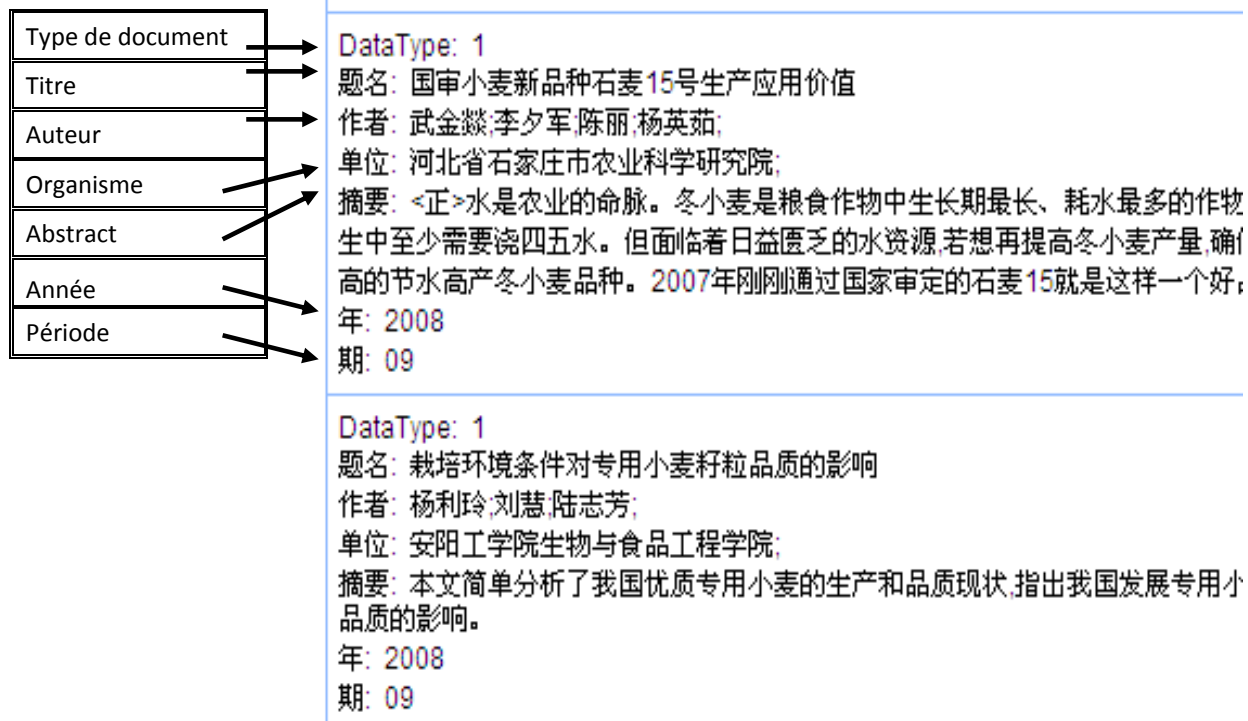 Type de document
Titre
Auteur
Organisme
Abstract
Année
Période
DataType: 1
题名: 国审小麦新品种石麦15号生产应用价值
作者: 武金燚;李夕军;陈丽;杨英茹;
单位: 河北省石家庄市农业科学研究院;
摘要: <正>水是农业的命脉。冬小麦是粮食作物中生长期最长、耗水最多的作物
生中至少需要浇四五水。但面临着日益匮乏的水资源,若想再提高冬小麦产量,确
高的节水高产冬小麦品种。2007年刚刚通过国家审定的石麦15就是这样一个好
年: 2008
期: 09
DataType: 1
题名: 栽培环境条件对专用小麦籽粒品质的影响
作者: 杨利玲;刘慧;陆志芳;
单位: 安阳工学院生物与食品工程学院;
摘要: 本文简单分析了我国优质专用小麦的生产和品质现状,指出我国发展专用小
品质的影响。
年: 2008
期: 09